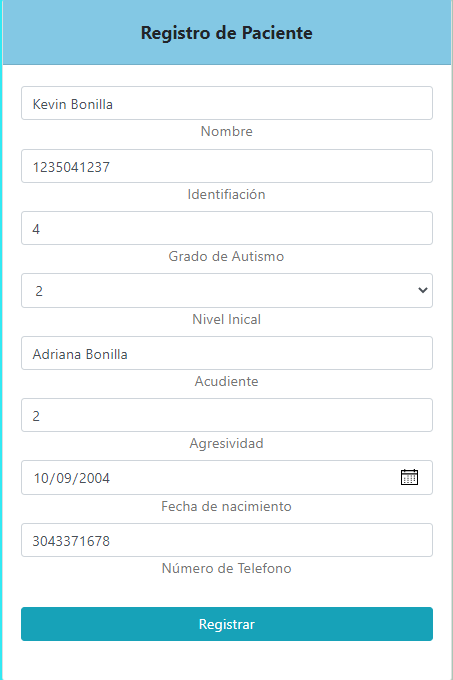 Registro de Paciente
Kevin Bonilla
Nombre
1235041237
Identifiación
4
Grado de Autismo
2
Nivel Inical
Adriana Bonilla
Acudiente
2
Agresividad
10/09/2004
Fecha de nacimiento
3043371678
Número de Telefono
Registrar